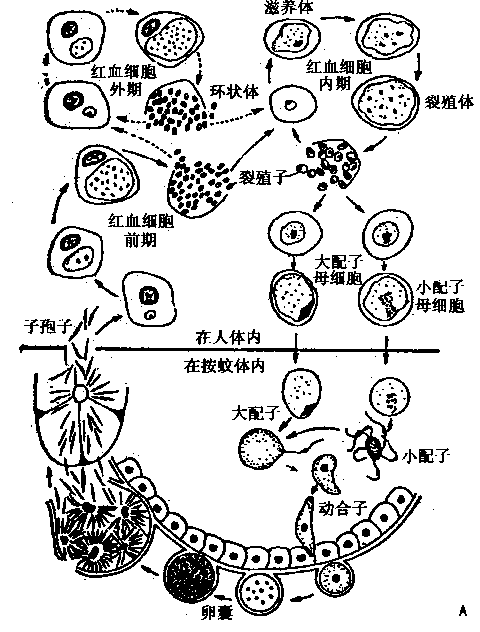 滋养体
红血细胞
外期
环状体
红血细胞
内期
裂殖体
裂殖子
红血细胞
前期
大配子
母细胞
小配子
母细胞
子孢子
在人体内
在按蚊体内
大配子
小配子
动合子
卵囊
A